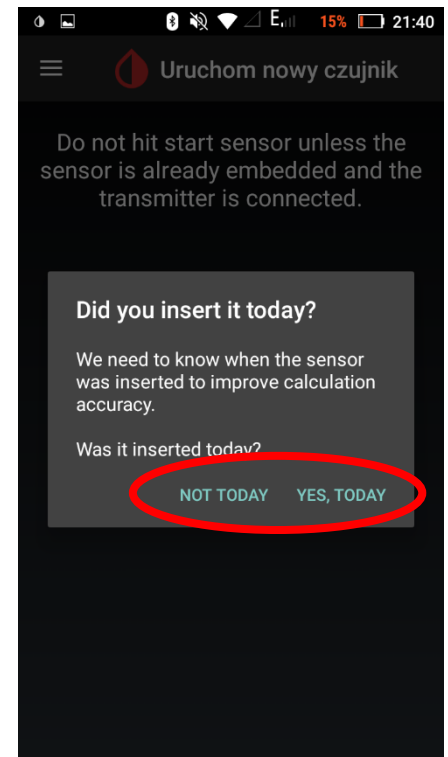 E 15% 21:40
Uruchom nowy czujnik
Do not hit start sensor unless the
sensor is already embedded and the
transmitter is connected.
Did you insert it today?
We need to know when the sensor
was inserted to improve calculation
accuracy.
Was it inserted today?
NOT TODAY YES, TODAY